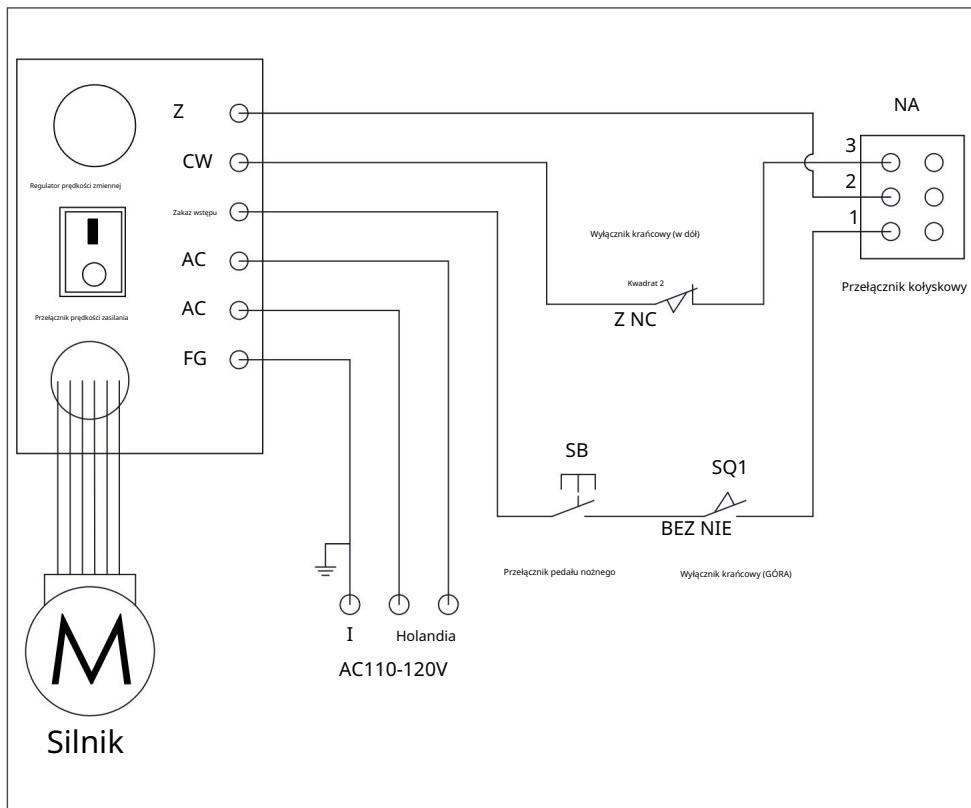 Z
NA
CW
3
Regulator prędkości zmiennej
2
Zakaz wstępu
1
Wyłącznik krańcowy (w dół)
AC
Kwadrat 2
Przełącznik kołyskowy
AC
Przełącznik prędkości zasilania
Z NC
FG
SB
SQ1
BEZ NIE
Przełącznik pedału nożnego
Wyłącznik krańcowy (GÓRA)
I
Holandia
AC110-120V
M
Silnik